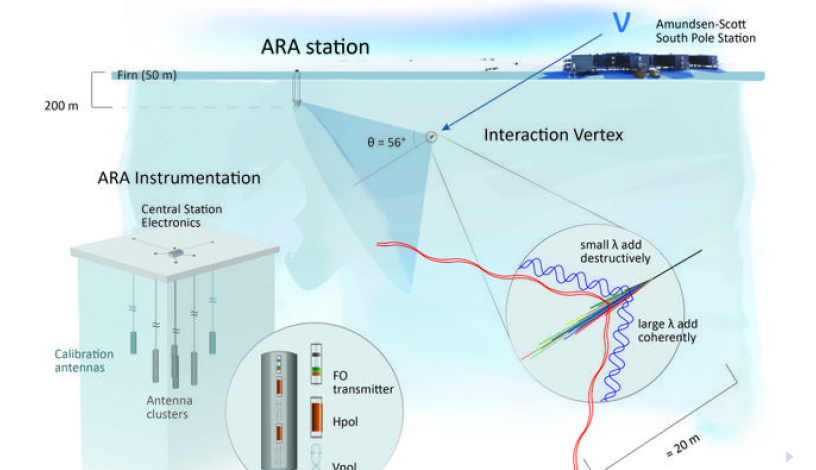 ν
Amundsen-Scott
South Pole Station
ARA station
Firn (50 m)
200 m
θ = 56°
Interaction Vertex
ARA Instrumentation
Central Station
Electronics
small λ add
destructively
large λ add
coherently
Calibration
antennas
Antenna
clusters
FO
transmitter
Hpol
Vpol
≈ 20 m